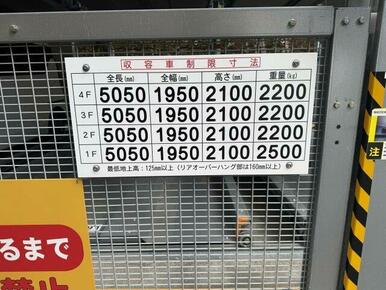 収容車制限寸法
全長(mm) 全幅(mm) 高さ(mm) 重量(kg)
4F 5050 1950 2100 2200
3F 5050 1950 2100 2200
2F 5050 1950 2100 2200
1F 5050 1950 2100 2500
最低地上高：125mm以上（リアオーバーハング部は160mm以上）
るまで
禁止
注